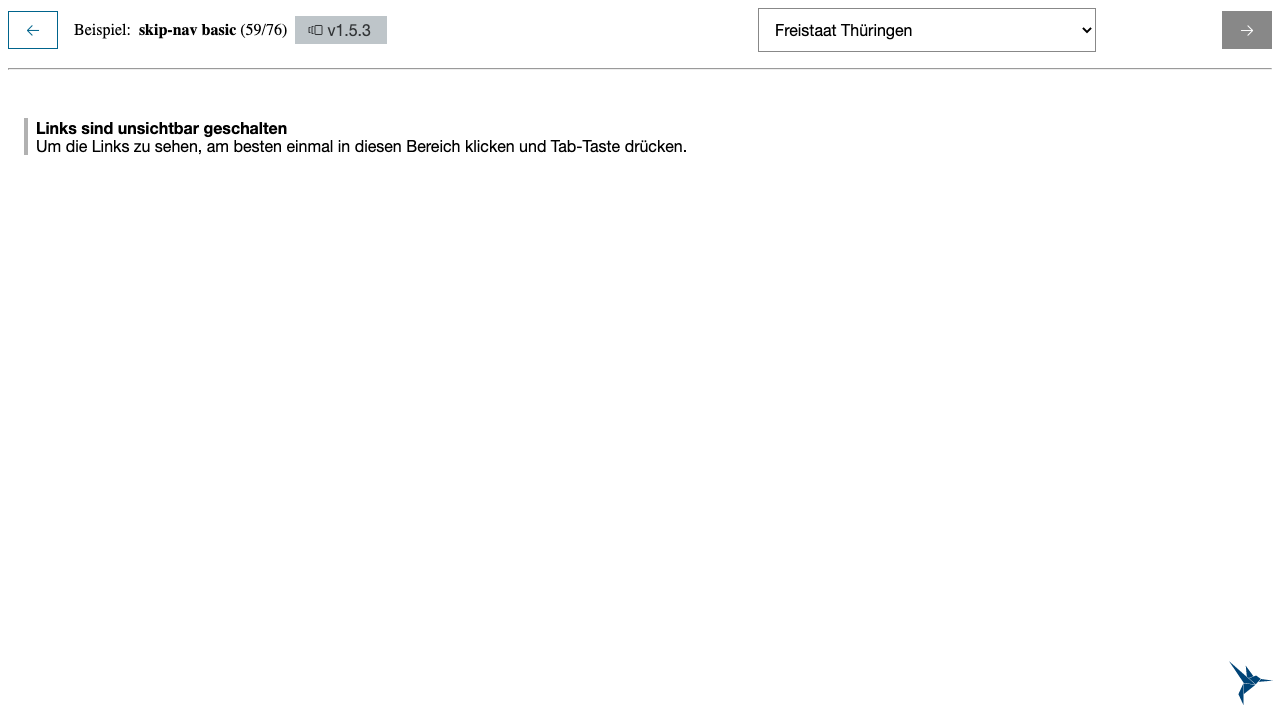 Beispiel: skip-nav basic (59/76) v1.5.3 Freistaat Thüringen
Links sind unsichtbar geschalten
Um die Links zu sehen, am besten einmal in diesen Bereich klicken und Tab-Taste drücken.